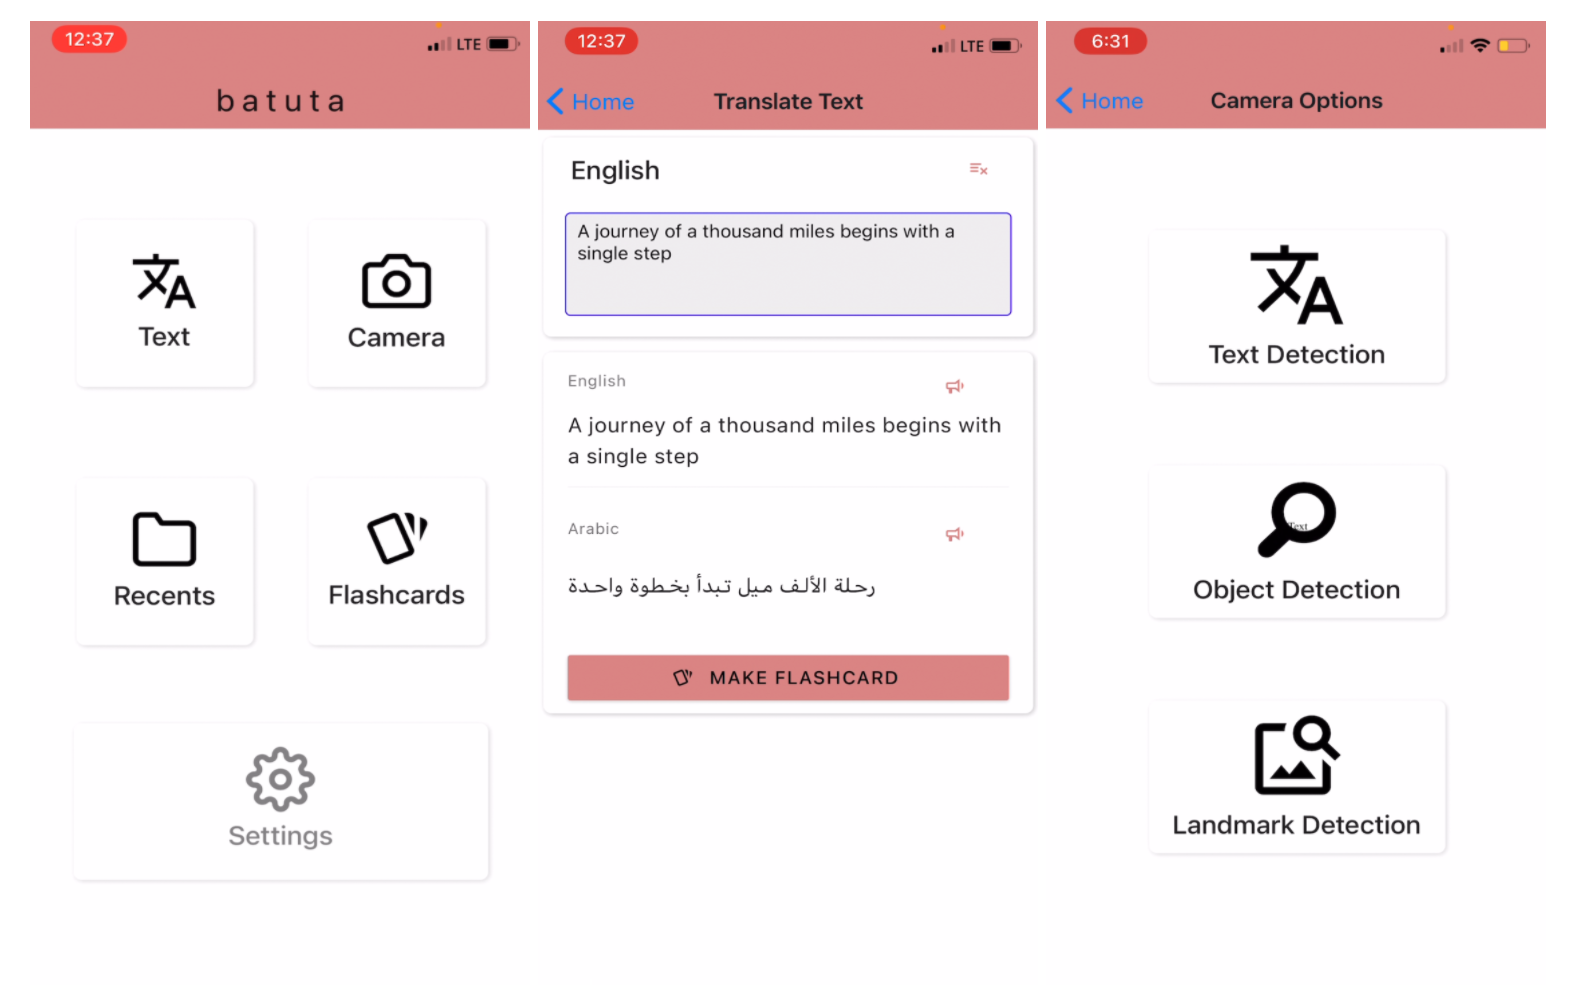 12:37
LTE
batuta
Text
Camera
Recents
Flashcards
Settings
12:37
LTE
Home
Translate Text
English
A journey of a thousand miles begins with a
single step
English
A journey of a thousand miles begins with
a single step
Arabic
رحلة الألف ميل تبدأ بخطوة واحدة
MAKE FLASHCARD
6:31
Home
Camera Options
Text Detection
Text
Object Detection
Landmark Detection